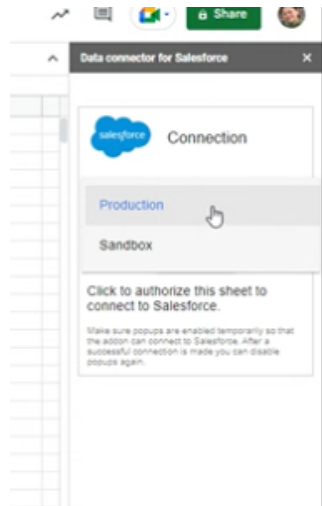 Share
Data connector for Salesforce
salesforce
Connection
Production
Sandbox
Click to authorize this sheet to
connect to Salesforce.
Make sure popups are enabled temporarily so that
the addon can connect to Salesforce. After a
successful connection is made you can disable
popups again.